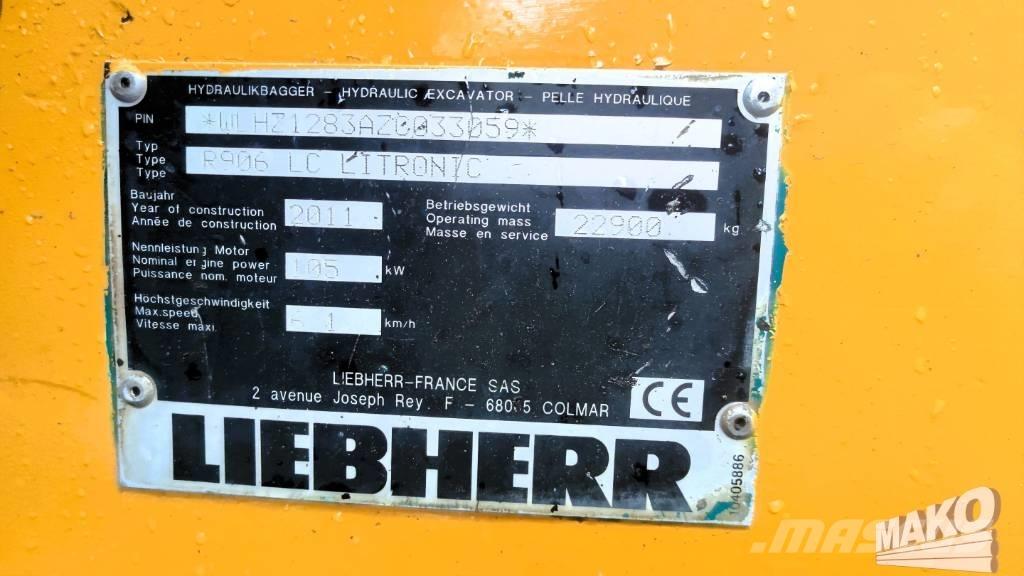 HYDRAULIKBAGGER - HYDRAULIC EXCAVATOR - PELLE HYDRAULIQUE
PIN *WLHZ1283AZC033059*
Typ
Type R906 LC LITRONIC
Type
Baujahr
Year of construction 2011
Année de construction
Betriebsgewicht
Operating mass 22900 kg
Masse en service
Nennleistung Motor
Nominal engine power 105 kW
Puissance nom. moteur
Höchstgeschwindigkeit
Max.speed km/h
Vitesse maxi
LIEBHERR-FRANCE SAS
2 avenue Joseph Rey F - COLMAR
CE
LIEBHERR
10405886
MAKO